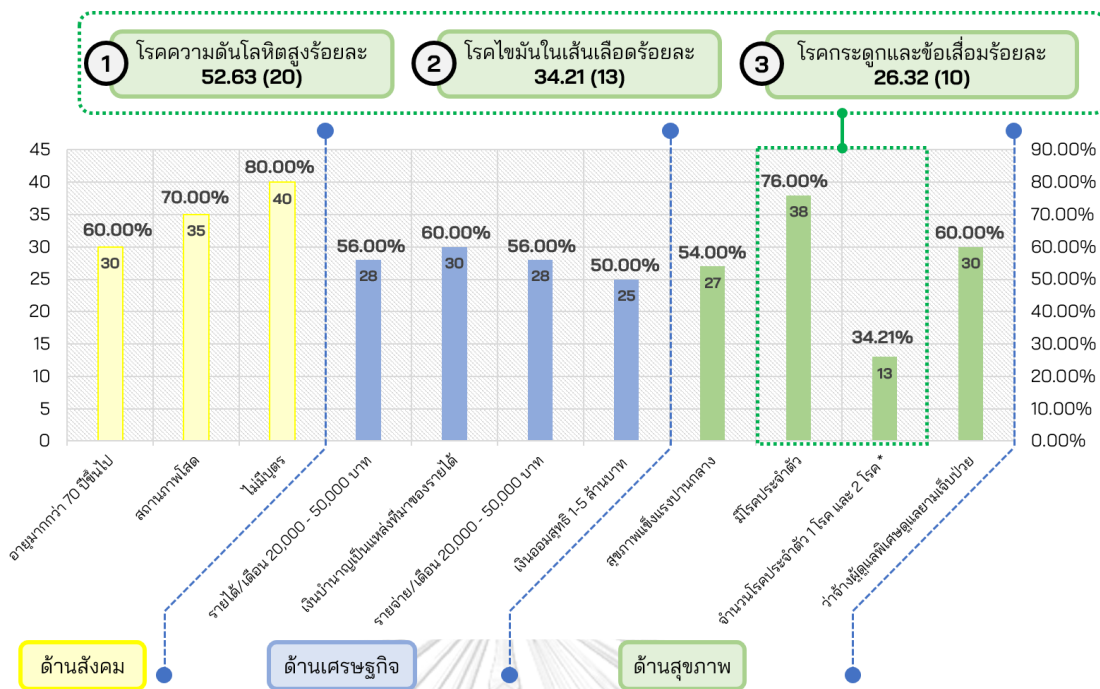 1
โรคความดันโลหิตสูงร้อยละ
52.63 (20)
2
โรคไขมันในเส้นเลือดร้อยละ
34.21 (13)
3
โรคกระดูกและข้อเสื่อมร้อยละ
26.32 (10)
45
40
35
30
25
20
15
10
5
0
60.00%
30
70.00%
35
80.00%
40
56.00%
28
60.00%
30
56.00%
28
50.00%
25
54.00%
27
76.00%
38
34.21%
13
60.00%
30
90.00%
80.00%
70.00%
60.00%
50.00%
40.00%
30.00%
20.00%
10.00%
0.00%
อายุมากกว่า 70 ปีขึ้นไป
สถานภาพโสด
ไม่มีบุตร
รายได้/เดือน 20,000 - 50,000 บาท
เงินบำนาญเป็นแหล่งที่มาของรายได้
รายจ่าย/เดือน 20,000 - 50,000 บาท
เงินออมสุทธิ 1-5 ล้านบาท
สุขภาพแข็งแรงปานกลาง
มีโรคประจำตัว
จำนวนโรคประจำตัว 1 โรค และ 2 โรค *
ว่าจ้างผู้ดูแลพิเศษดูแลยามเจ็บป่วย
ด้านสังคม
ด้านเศรษฐกิจ
ด้านสุขภาพ